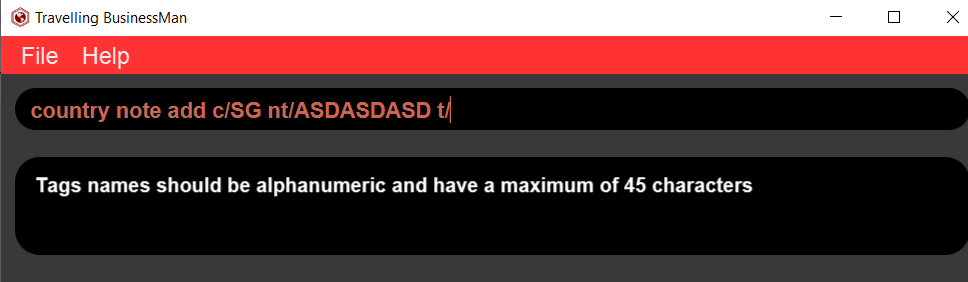 Travelling BusinessMan
File Help
country note add c/SG nt/ASDASDASD t/
Tags names should be alphanumeric and have a maximum of 45 characters